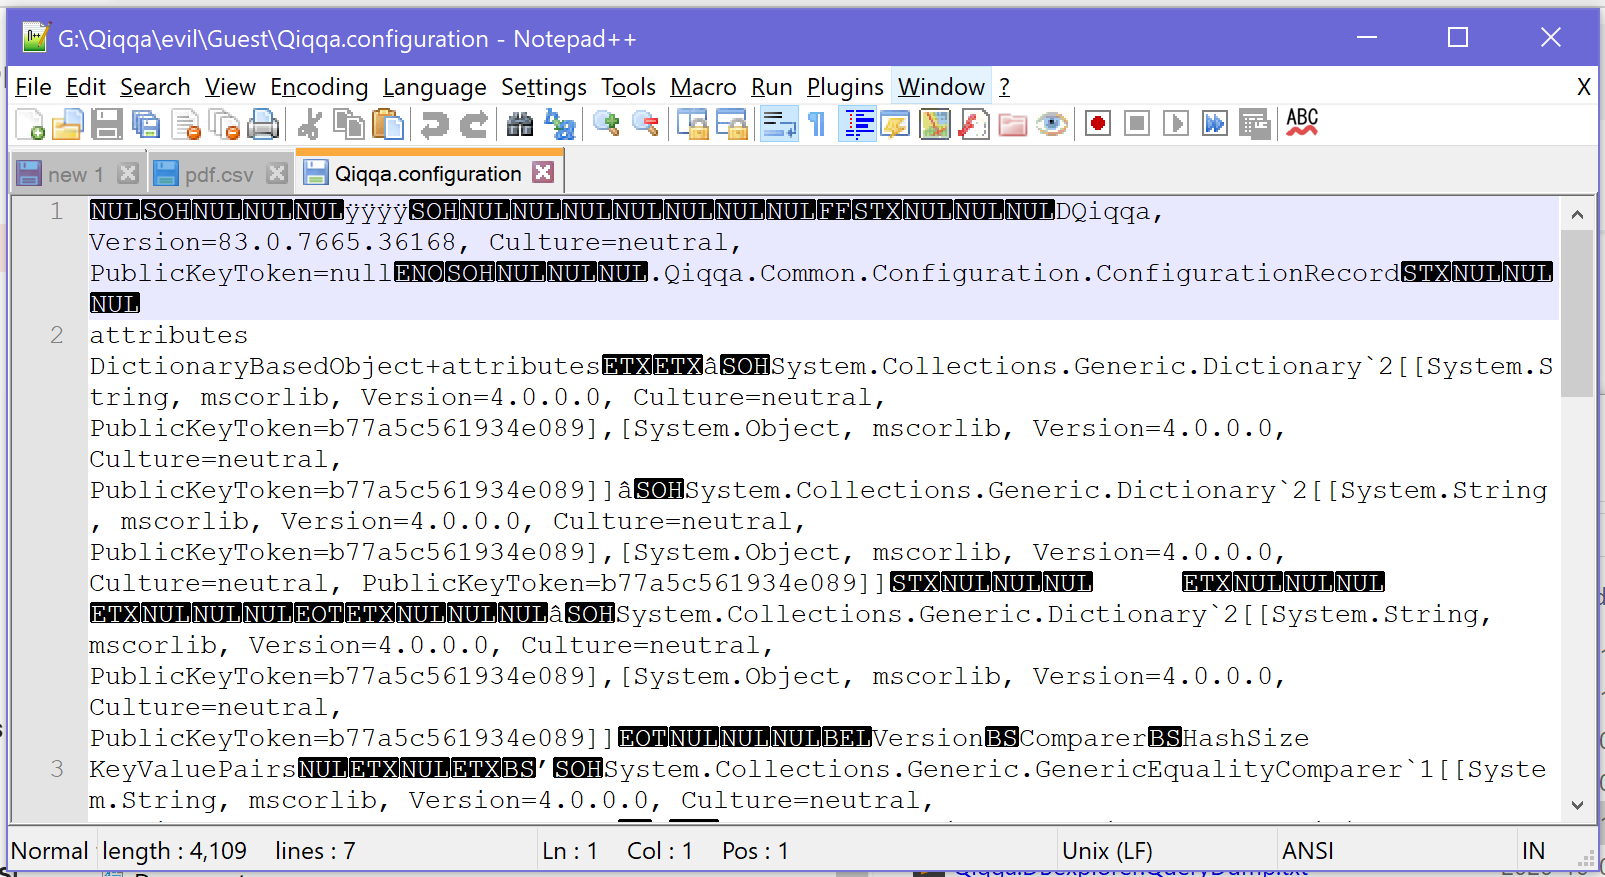 G:\Qiqqa\evil\Guest\Qiqqa.configuration - Notepad++
File Edit Search View Encoding Language Settings Tools Macro Run Plugins Window ? X
ABC
new 1 pdf.csv Qiqqa.configuration
1 NULSOHNULNULNULÿÿÿÿSOHNULNULNULNULNULNULNULFFSTXNULNULNULDQiqqa,
Version=83.0.7665.36168, Culture=neutral,
PublicKeyToken=nullENQSOHNULNULNUL.Qiqqa.Common.Configuration.ConfigurationRecordSTXNULNUL
NUL
2 attributes
DictionaryBasedObject+attributesETXETXâSOHSystem.Collections.Generic.Dictionary`2[[System.S
tring, mscorlib, Version=4.0.0.0, Culture=neutral,
PublicKeyToken=b77a5c561934e089],[System.Object, mscorlib, Version=4.0.0.0,
Culture=neutral,
PublicKeyToken=b77a5c561934e089]]âSOHSystem.Collections.Generic.Dictionary`2[[System.String
, mscorlib, Version=4.0.0.0, Culture=neutral,
PublicKeyToken=b77a5c561934e089],[System.Object, mscorlib, Version=4.0.0.0,
Culture=neutral, PublicKeyToken=b77a5c561934e089]]STXNULNULNUL ETXNULNULNUL
ETXNULNULNULEOTETXNULNULNULâSOHSystem.Collections.Generic.Dictionary`2[[System.String,
mscorlib, Version=4.0.0.0, Culture=neutral,
PublicKeyToken=b77a5c561934e089],[System.Object, mscorlib, Version=4.0.0.0,
Culture=neutral,
PublicKeyToken=b77a5c561934e089]]EOTNULNULNULBELVersionBSComparerBSHashSize
3 KeyValuePairsNULETXNULETXBS’SOHSystem.Collections.Generic.GenericEqualityComparer`1[[Syste
m.String, mscorlib, Version=4.0.0.0, Culture=neutral,
Normal length : 4,109 lines : 7 Ln : 1 Col : 1 Pos : 1 Unix (LF) ANSI IN